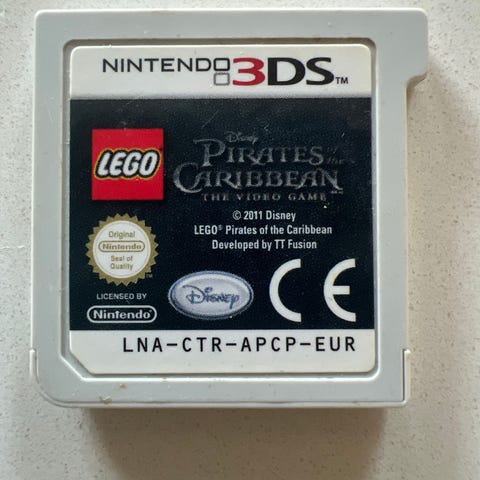 NINTENDO 3DS TM
LEGO
Disney
PIRATES of the
CARIBBEAN
THE VIDEO GAME
© 2011 Disney
LEGO® Pirates of the Caribbean
Developed by TT Fusion
Original
Nintendo
Seal of
Quality
LICENSED BY
Nintendo
Disney
CE
LNA-CTR-APCP-EUR